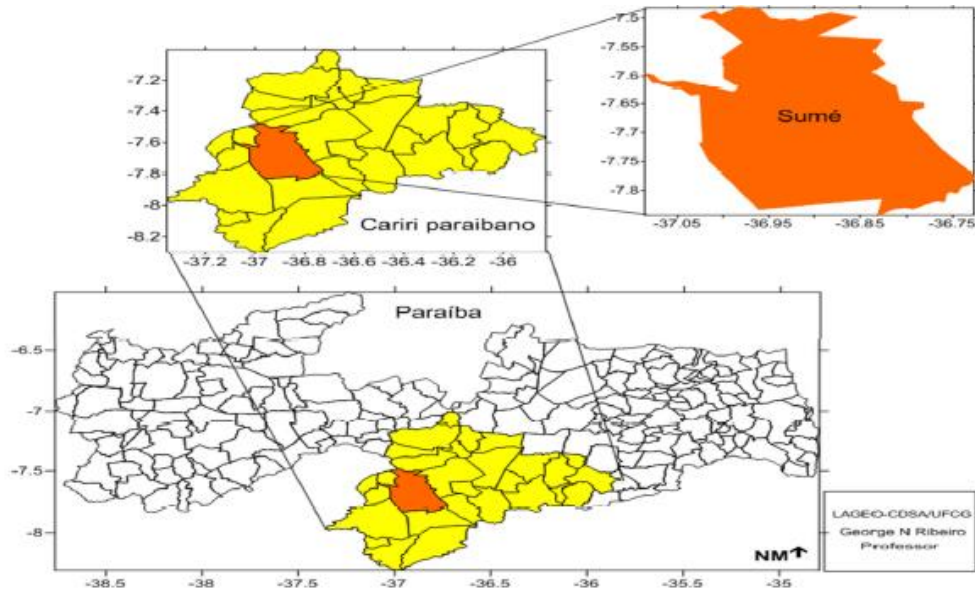 -7.2
-7.4
-7.6
-7.8
-8
-8.2
Cariri paraibano
-37.2 -37 -36.8 -36.6 -36.4 -36.2 -36
-7.5
-7.55
-7.6
-7.65
-7.7
-7.75
-7.8
Sumé
-37.05 -36.95 -36.85 -36.75
Paraíba
-6.5
-7
-7.5
-8
NM
-38.5 -38 -37.5 -37 -36.5 -36 -35.5 -35
LAGEO-CDSA/UFCG
George N Ribeiro
Professor